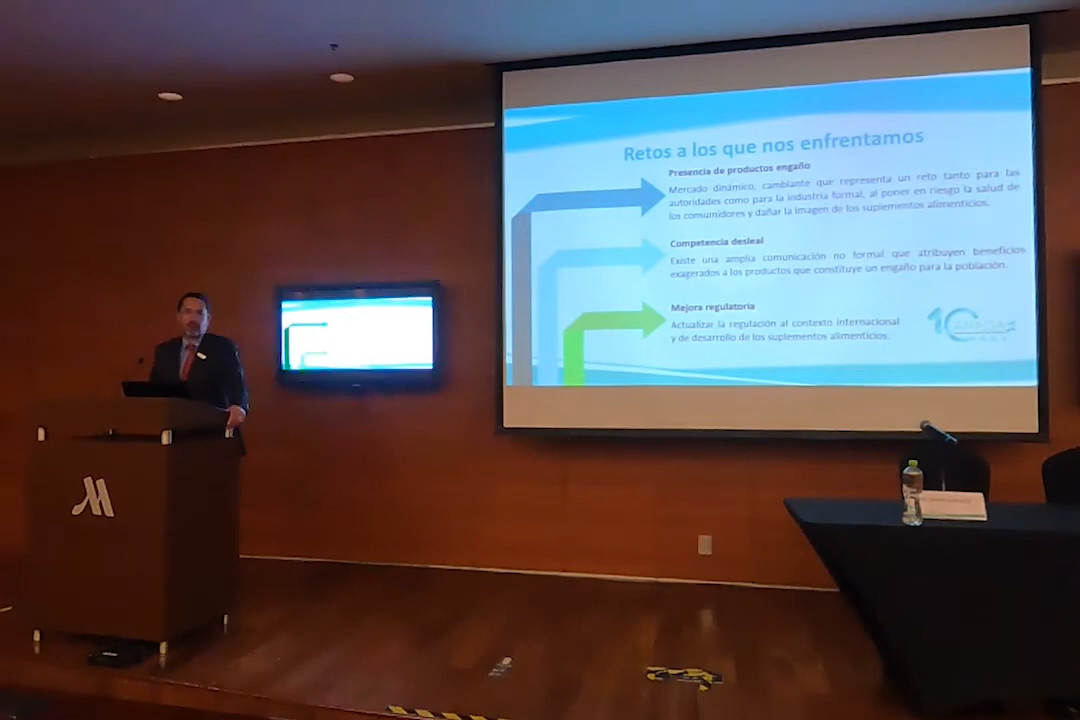 Retos a los que nos enfrentamos
Presencia de productos engaño
Mercado dinámico, cambiante que representa un reto tanto para las
autoridades como para la industria formal, al poner en riesgo la salud de
los consumidores y dañar la imagen de los suplementos alimenticios.
Competencia desleal
Existe una amplia comunicación no formal que atribuyen beneficios
exagerados a los productos que constituye un engaño para la población.
Mejora regulatoria
Actualizar la regulación al contexto internacional
y de desarrollo de los suplementos alimenticios.